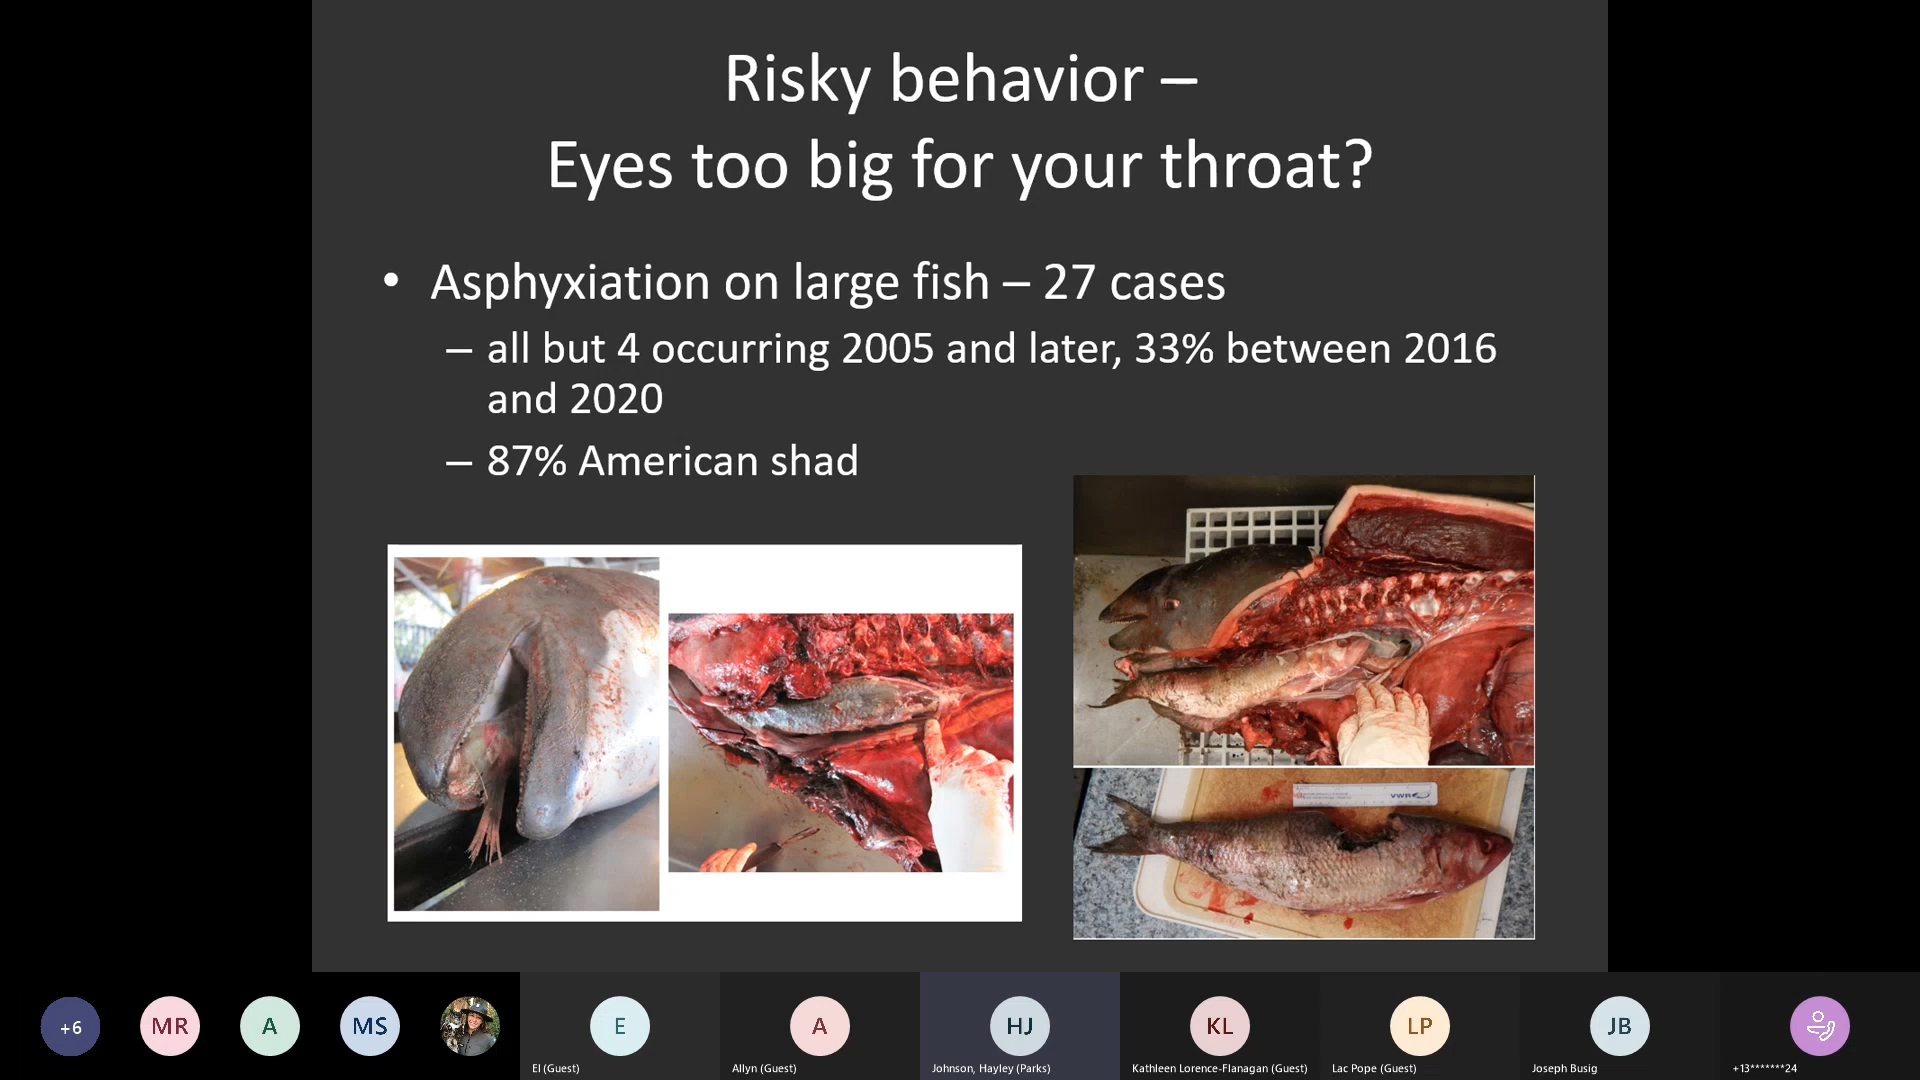 Risky behavior –
Eyes too big for your throat?
• Asphyxiation on large fish – 27 cases
– all but 4 occurring 2005 and later, 33% between 2016
and 2020
– 87% American shad
VWR
+6
MR
A
MS
E
A
HJ
KL
LP
JB
El (Guest)
Allyn (Guest)
Johnson, Hayley (Parks)
Kathleen Lorence-Flanagan (Guest)
Lac Pope (Guest)
Joseph Busig
+13*******24